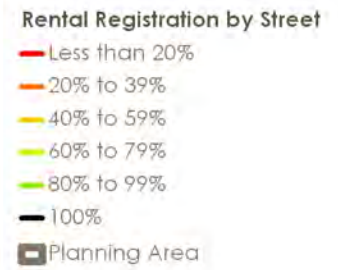 Rental Registration by Street
Less than 20%
20% to 39%
40% to 59%
60% to 79%
80% to 99%
100%
Planning Area